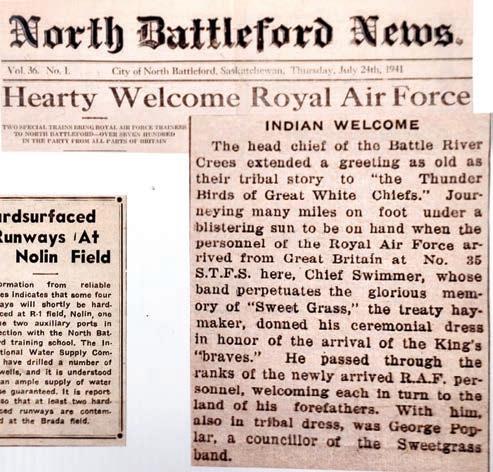 North Battleford News.
Vol. 36. No. 1. City of North Battleford, Saskatchewan, Thursday, July 24th, 1941
Hearty Welcome Royal Air Force
TWO SPECIAL TRAINS BRING ROYAL AIR FORCE TRAINEES
TO NORTH BATTLEFORD—OVER SEVEN HUNDRED
IN THE PARTY FROM ALL PARTS OF BRITAIN
INDIAN WELCOME
The head chief of the Battle River
Crees extended a greeting as old as
their tribal story to "the Thunder
Birds of Great White Chiefs." Jour-
neying many miles on foot under a
blistering sun to be on hand when the
personnel of the Royal Air Force ar-
rived from Great Britain at No. 35
S.T.F.S. here, Chief Swimmer, whose
band perpetuates the glorious mem-
ory of "Sweet Grass," the treaty hay-
maker, donned his ceremonial dress
in honor of the arrival of the King's
"braves." He passed through the
ranks of the newly arrived R.A.F. per-
sonnel, welcoming each in turn to the
land of his forefathers. With him,
also in tribal dress, was George Pop-
lar, a councillor of the Sweetgrass
band.
ardsurfaced
Runways At
Nolin Field
ormation from reliable
es indicates that some four
ays will shortly be hard-
ced at R-1 field, Nolin, one
e two auxiliary ports in
ection with the North Bat-
rd training school. The In-
tional Water Supply Com-
have drilled a number of
wells, and it is understood
an ample supply of water
se guaranteed. It is report
so that at least two hard-
ced runways are contem-
d at the Brada field.